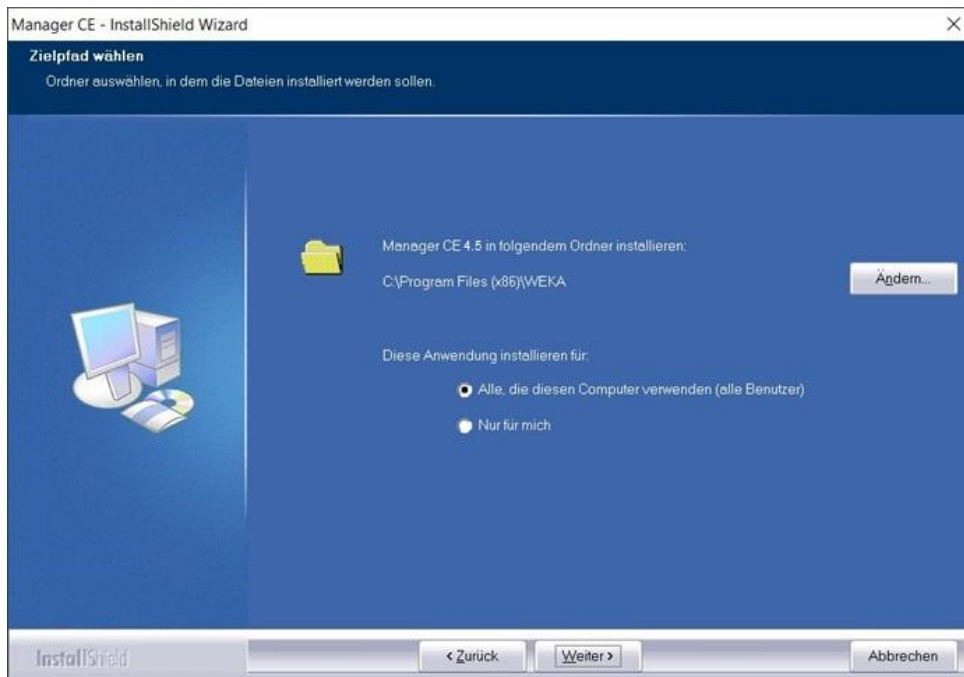 Manager CE - InstallShield Wizard
Zielpfad wählen
Ordner auswählen, in dem die Dateien installiert werden sollen.
Manager CE 4.5 in folgendem Ordner installieren:
C:\Program Files (x86)\WEKA
Ändern...
Diese Anwendung installieren für:
Alle, die diesen Computer verwenden (alle Benutzer)
Nur für mich
InstallShield
< Zurück
Weiter >
Abbrechen